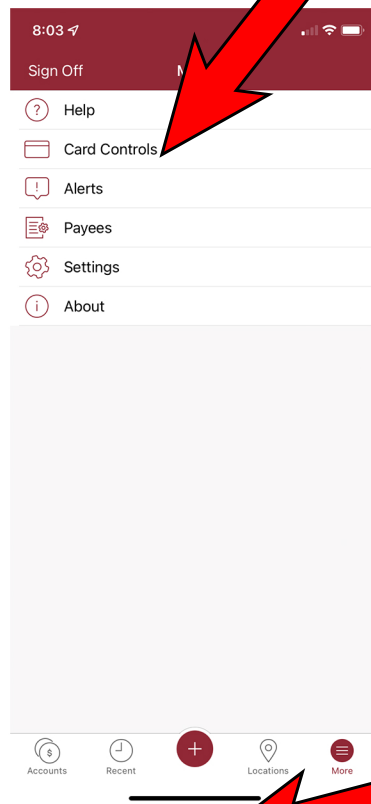 8:03
Sign Off
Help
Card Controls
Alerts
Payees
Settings
About
Accounts
Recent
Locations
More